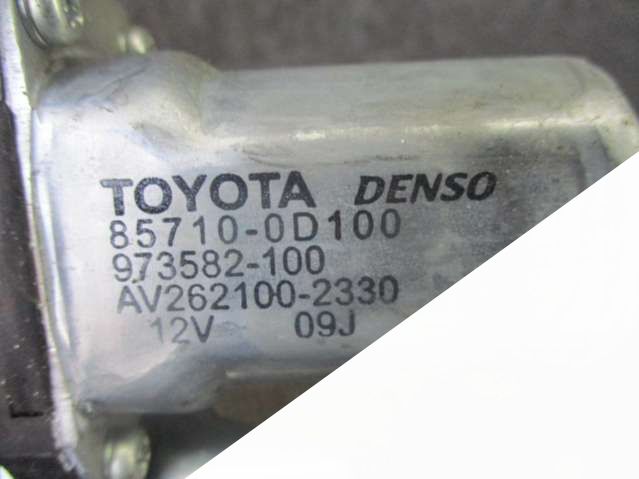 TOYOTA DENSO
85710-0D100
973582-100
AV262100-2330
12V 09J